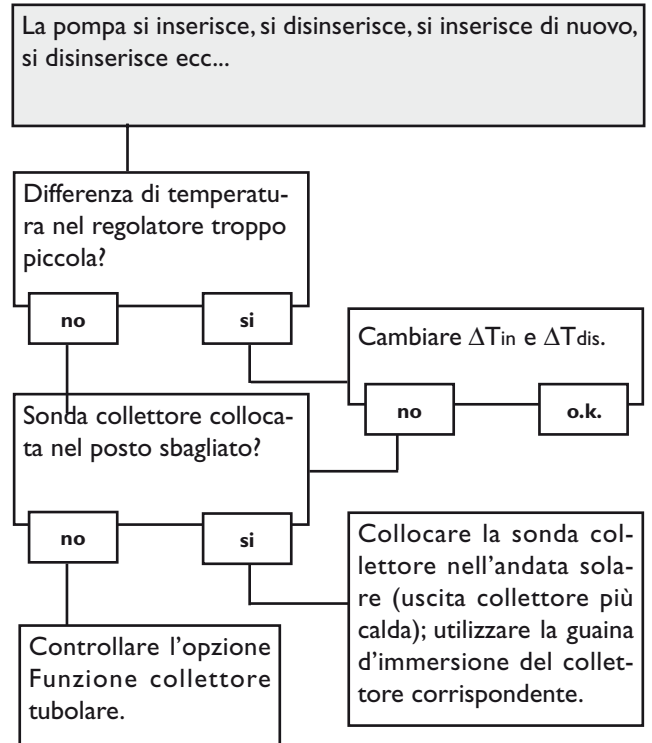 La pompa si inserisce, si disinserisce, si inserisce di nuovo,
si disinserisce ecc...
Differenza di temperatu-
ra nel regolatore troppo
piccola?
no
si
Cambiare ΔTin e ΔTdis.
no
o.k.
Sonda collettore colloca-
ta nel posto sbagliato?
no
si
Collocare la sonda col-
lettore nell'andata sola-
re (uscita collettore più
calda); utilizzare la guaina
d'immersione del collet-
tore corrispondente.
Controllare l'opzione
Funzione collettore
tubolare.